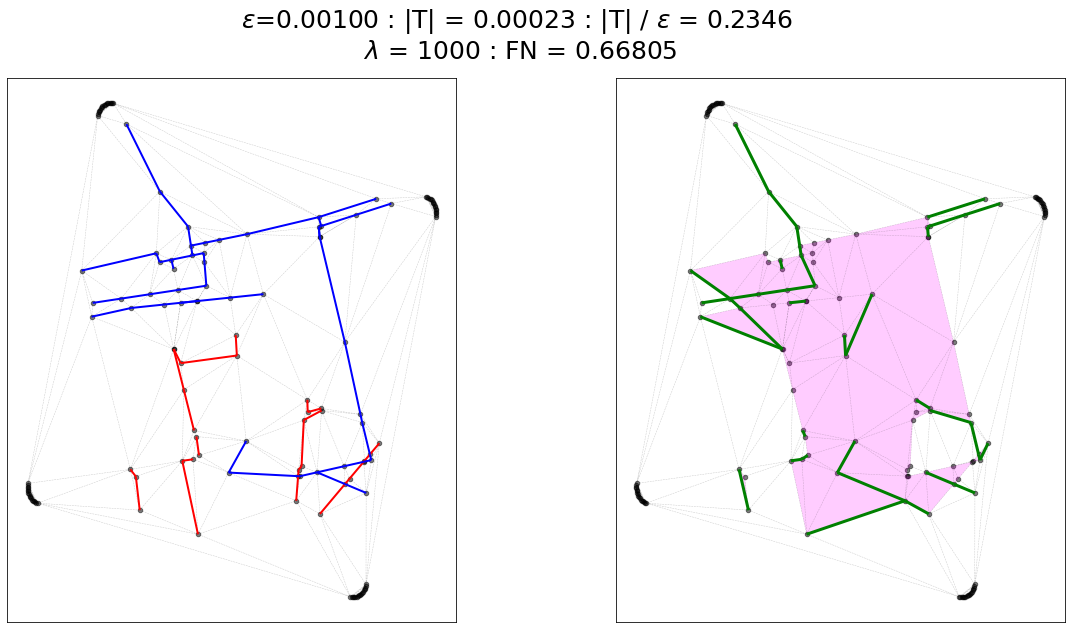 ε=0.00100 : |T| = 0.00023 : |T| / ε = 0.2346
λ = 1000 : FN = 0.66805